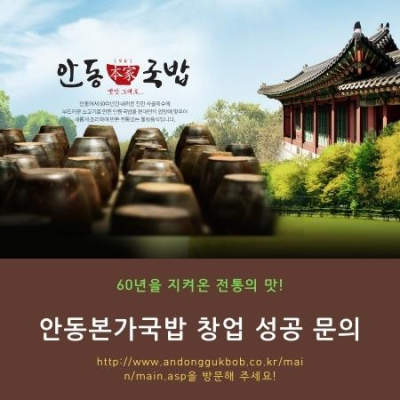 1961
안동本家국밥
옛맛 그대로...
60년을 지켜온 전통의 맛!
안동본가국밥 창업 성공 문의
http://www.andonggukbob.co.kr/mai
n/main.asp을 방문해 주세요!